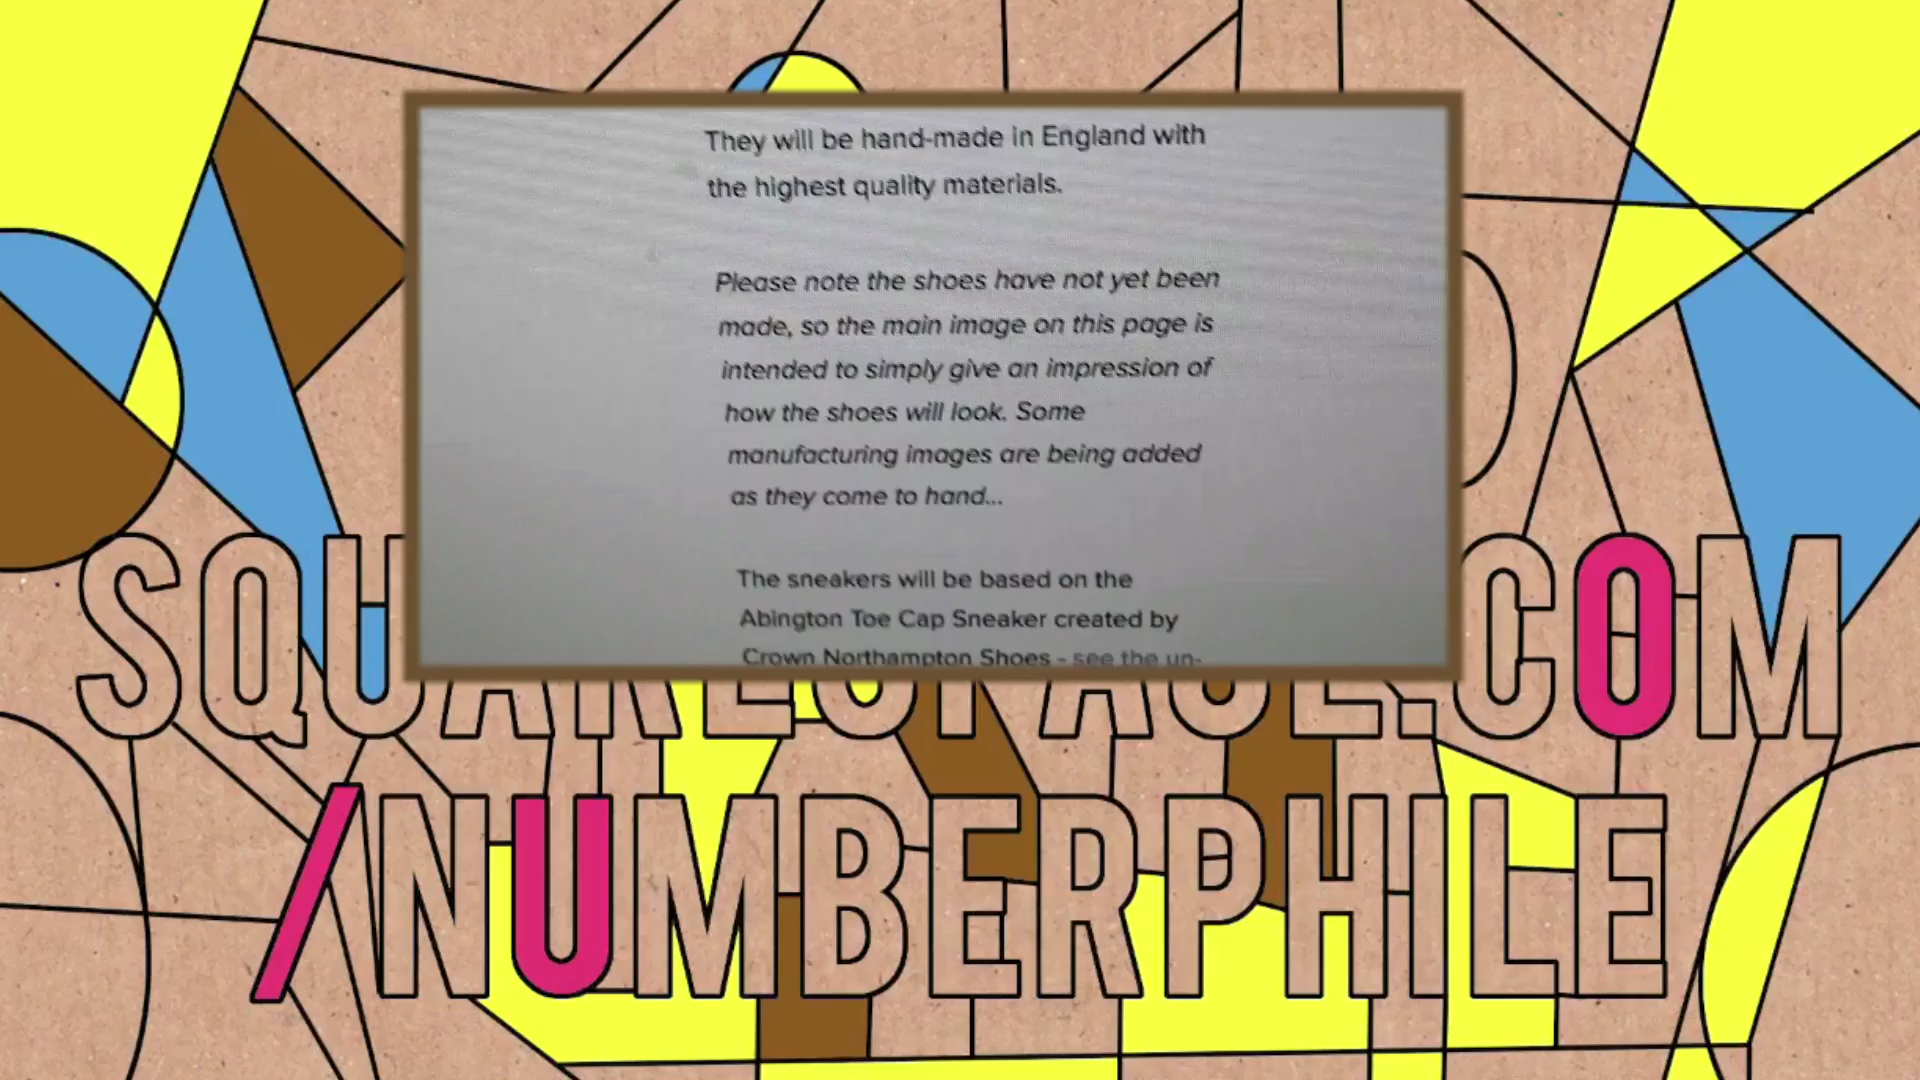 They will be hand-made in England with
the highest quality materials.
Please note the shoes have not yet been
made, so the main image on this page is
intended to simply give an impression of
how the shoes will look. Some
manufacturing images are being added
as they come to hand...
The sneakers will be based on the
Abington Toe Cap Sneaker created by
Crown Northampton Shoes - see the un-
SQUARESPACE.COM
/NUMBERPHILE